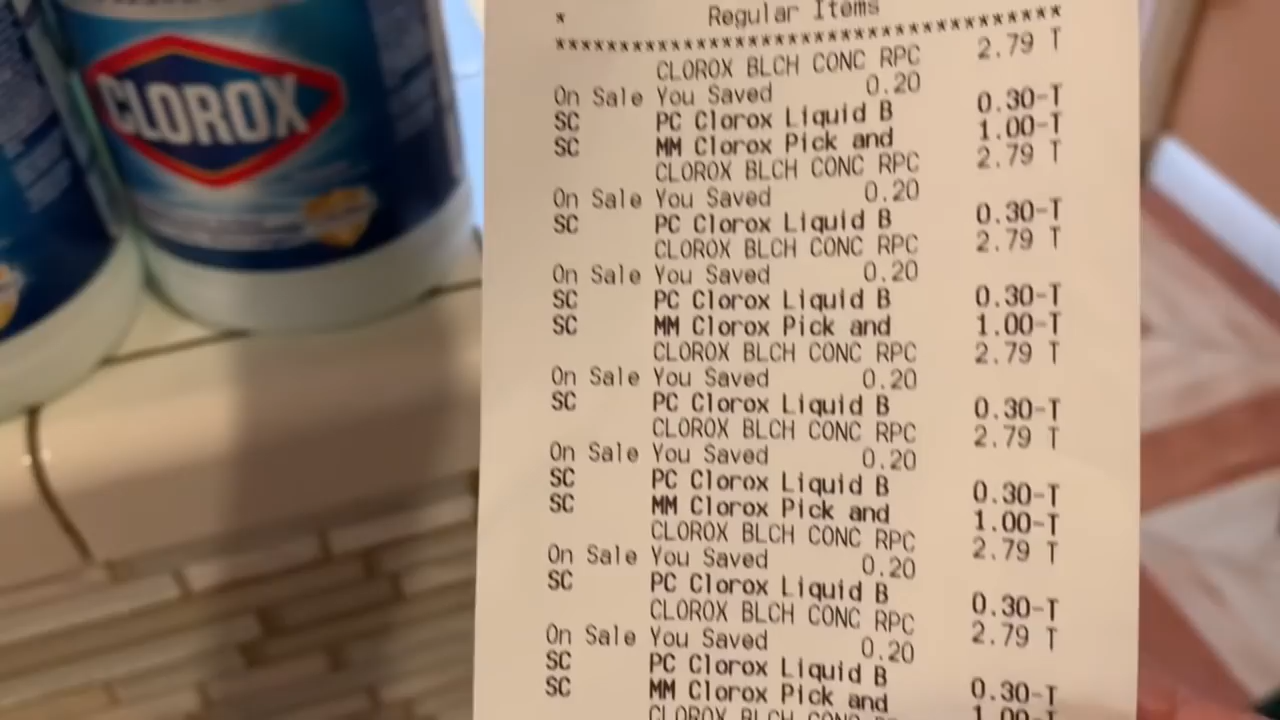 CLOROX
* Regular Items
***************************************
CLOROX BLCH CONC RPC 2.79 T
On Sale You Saved 0.20
SC PC Clorox Liquid B 0.30-T
SC MM Clorox Pick and 1.00-T
CLOROX BLCH CONC RPC 2.79 T
On Sale You Saved 0.20
SC PC Clorox Liquid B 0.30-T
CLOROX BLCH CONC RPC 2.79 T
On Sale You Saved 0.20
SC PC Clorox Liquid B 0.30-T
SC MM Clorox Pick and 1.00-T
CLOROX BLCH CONC RPC 2.79 T
On Sale You Saved 0.20
SC PC Clorox Liquid B 0.30-T
CLOROX BLCH CONC RPC 2.79 T
On Sale You Saved 0.20
SC PC Clorox Liquid B 0.30-T
SC MM Clorox Pick and 1.00-T
CLOROX BLCH CONC RPC 2.79 T
On Sale You Saved 0.20
SC PC Clorox Liquid B 0.30-T
CLOROX BLCH CONC RPC 2.79 T
On Sale You Saved 0.20
SC PC Clorox Liquid B 0.30-T
SC MM Clorox Pick and 1.00-T
CLOROX BLCH CONC